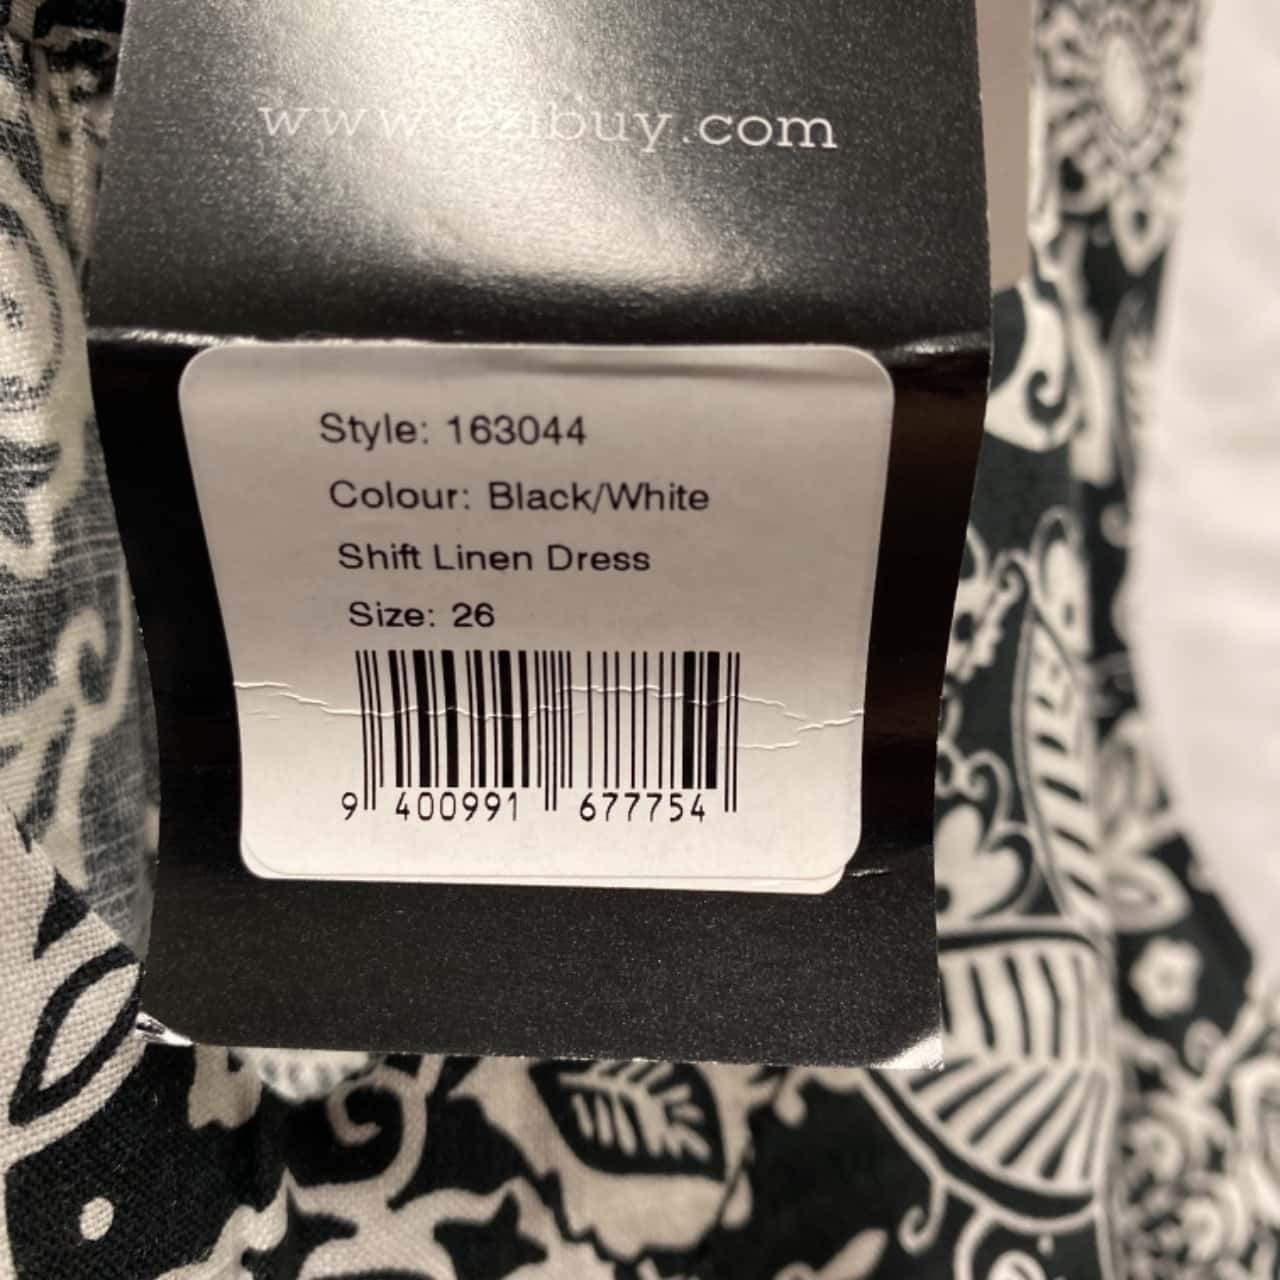 www.ezibuy.com
Style: 163044
Colour: Black/White
Shift Linen Dress
Size: 26
9 400991 677754